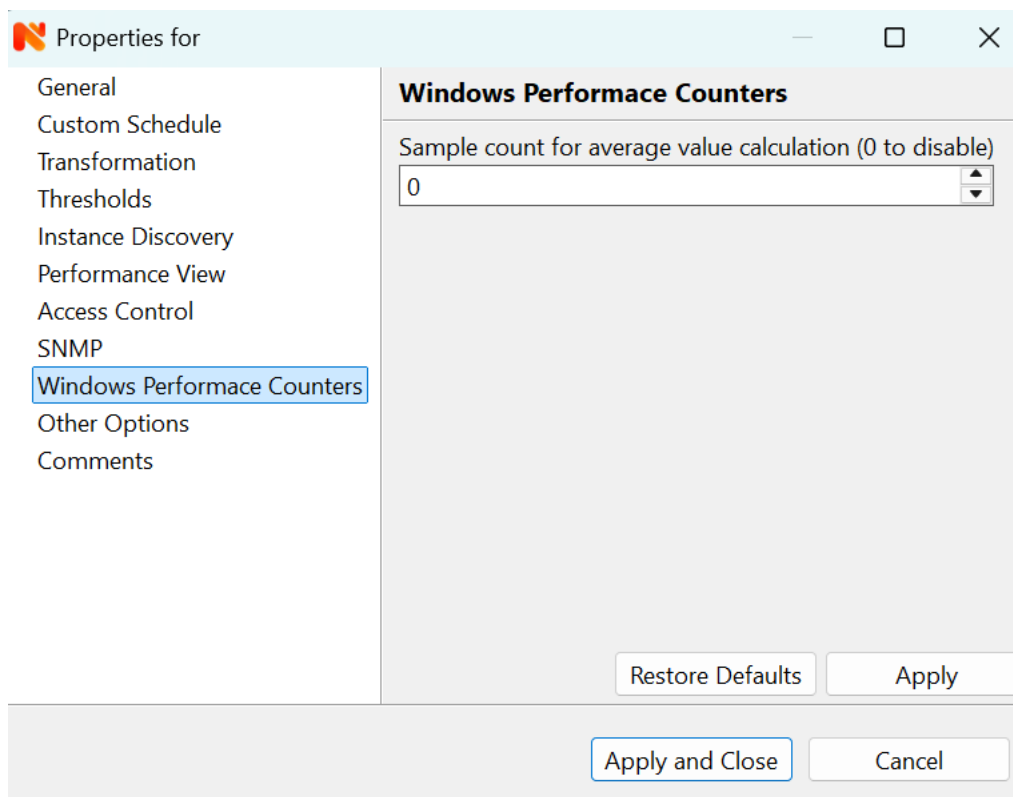 Properties for
General
Custom Schedule
Transformation
Thresholds
Instance Discovery
Performance View
Access Control
SNMP
Windows Performace Counters
Other Options
Comments
Windows Performace Counters
Sample count for average value calculation (0 to disable)
0
Restore Defaults
Apply
Apply and Close
Cancel